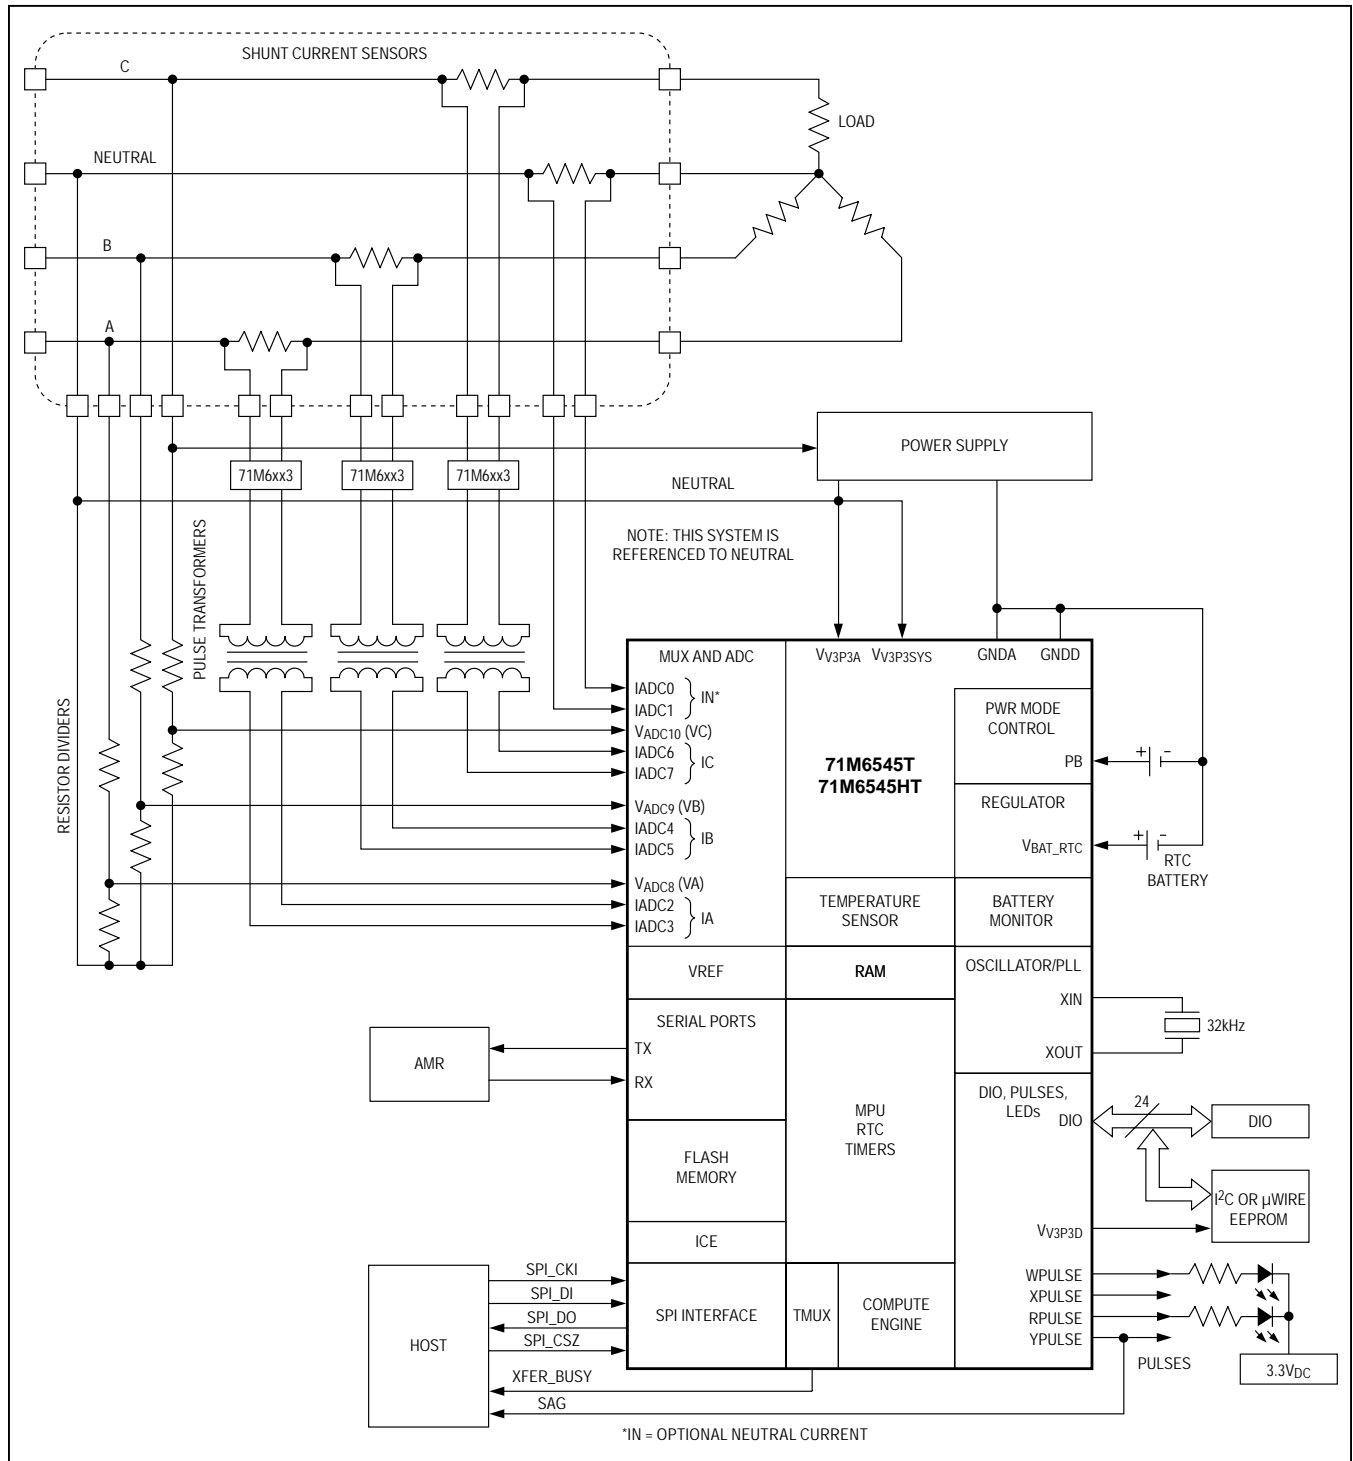 SHUNT CURRENT SENSORS
C
LOAD
NEUTRAL
B
A
POWER SUPPLY
71M6xx3
71M6xx3
71M6xx3
NEUTRAL
NOTE: THIS SYSTEM IS
REFERENCED TO NEUTRAL
PULSE TRANSFORMERS
RESISTOR DIVIDERS
MUX AND ADC
VV3P3A
VV3P3SYS
GNDA
GNDD
IADC0
IADC1
IN*
VADC10 (VC)
IADC6
IADC7
IC
VADC9 (VB)
IADC4
IADC5
IB
VADC8 (VA)
IADC2
IADC3
IA
71M6545T
71M6545HT
PWR MODE
CONTROL
PB
+ -
REGULATOR
VBAT_RTC
+ -
RTC
BATTERY
TEMPERATURE
SENSOR
BATTERY
MONITOR
VREF
RAM
OSCILLATOR/PLL
XIN
XOUT
32kHz
SERIAL PORTS
TX
RX
AMR
MPU
RTC
TIMERS
DIO, PULSES,
LEDs
DIO
24
DIO
I2C OR µWIRE
EEPROM
VV3P3D
FLASH
MEMORY
ICE
SPI INTERFACE
TMUX
COMPUTE
ENGINE
WPULSE
XPULSE
RPULSE
YPULSE
PULSES
3.3VDC
HOST
SPI_CKI
SPI_DI
SPI_DO
SPI_CSZ
XFER_BUSY
SAG
*IN = OPTIONAL NEUTRAL CURRENT